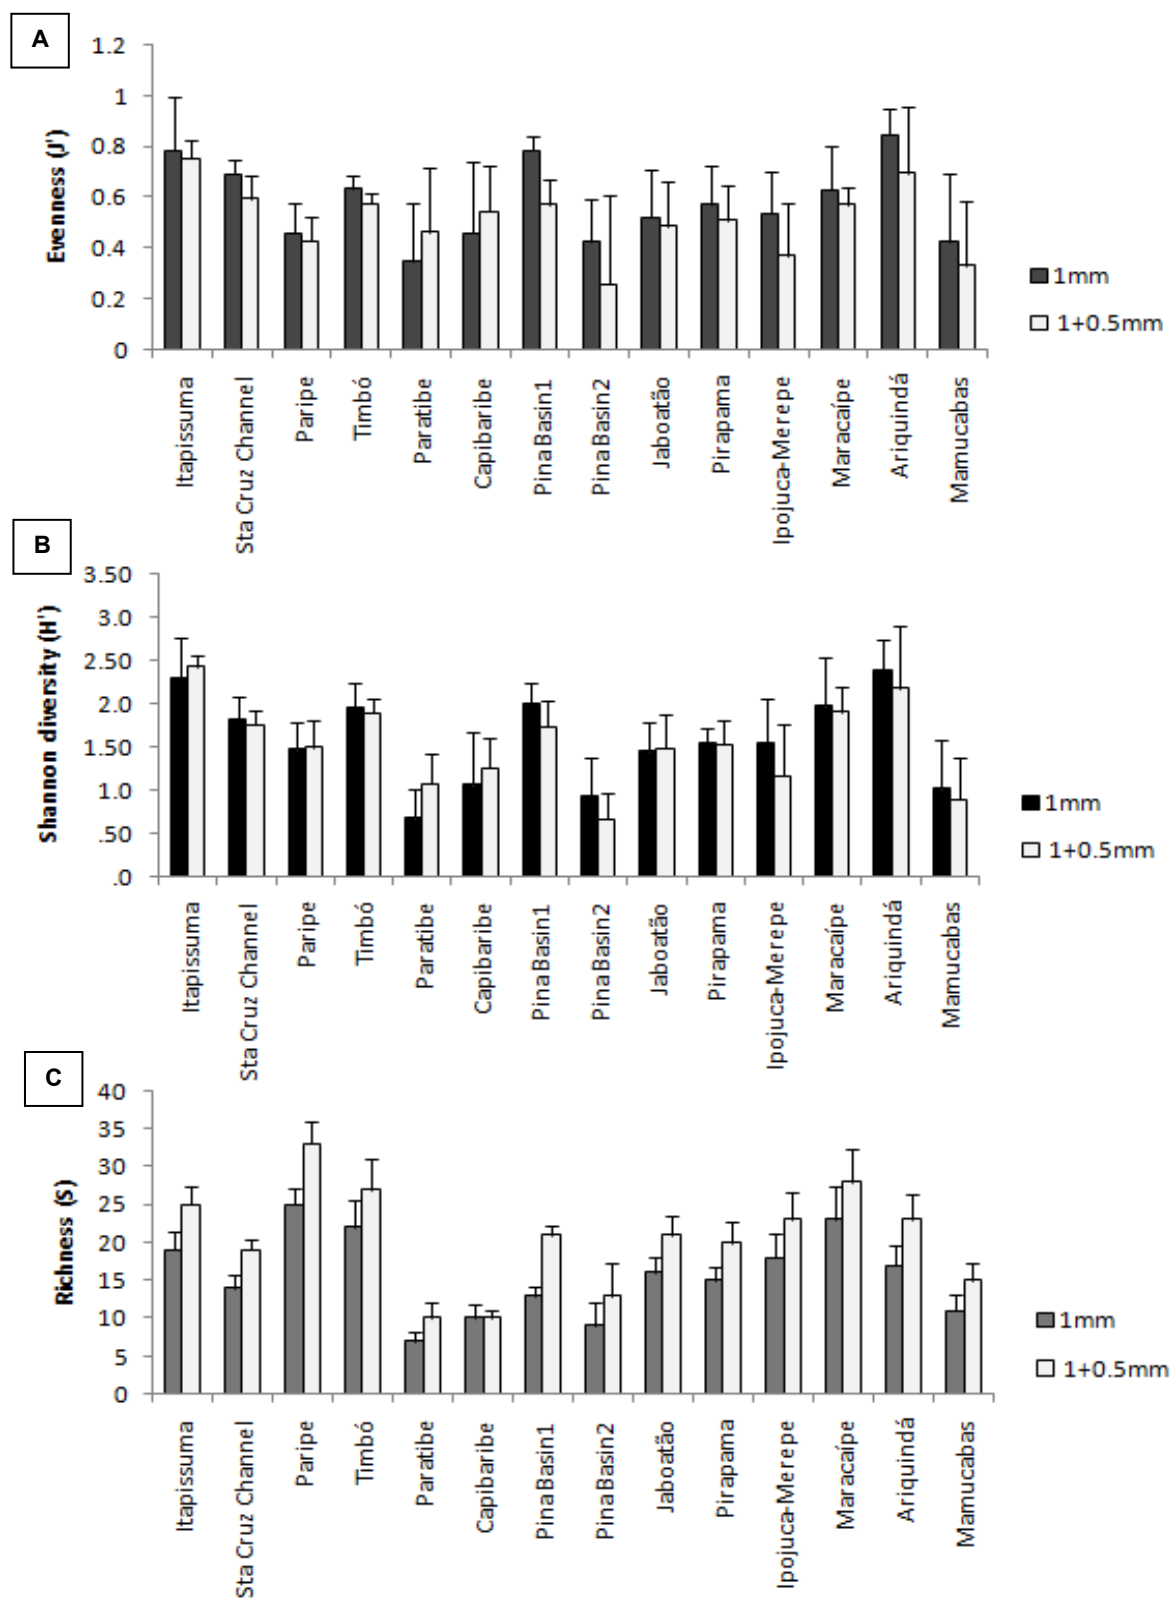 A
Evenness (J')
1.2
1
0.8
0.6
0.4
0.2
0
Itapissuma
Sta Cruz Channel
Paripe
Timbó
Paratibe
Capibaribe
Pina Basin1
Pina Basin2
Jaboatão
Pirapama
Ipojuca-Merepe
Maracaípe
Ariquindá
Mamucabas
1mm
1+0.5mm
B
Shannon diversity (H')
3.50
3.0
2.50
2.0
1.50
1.0
.50
.0
Itapissuma
Sta Cruz Channel
Paripe
Timbó
Paratibe
Capibaribe
Pina Basin1
Pina Basin2
Jaboatão
Pirapama
Ipojuca-Merepe
Maracaípe
Ariquindá
Mamucabas
1mm
1+0.5mm
C
Richness (S)
40
35
30
25
20
15
10
5
0
Itapissuma
Sta Cruz Channel
Paripe
Timbó
Paratibe
Capibaribe
Pina Basin1
Pina Basin2
Jaboatão
Pirapama
Ipojuca-Merepe
Maracaípe
Ariquindá
Mamucabas
1mm
1+0.5mm